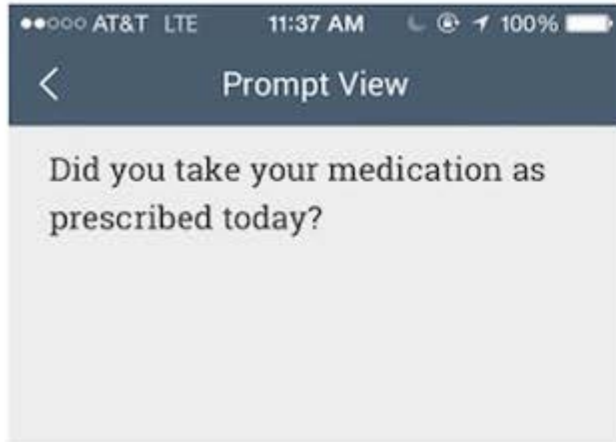 AT&T LTE 11:37 AM 100%
Prompt View
Did you take your medication as
prescribed today?